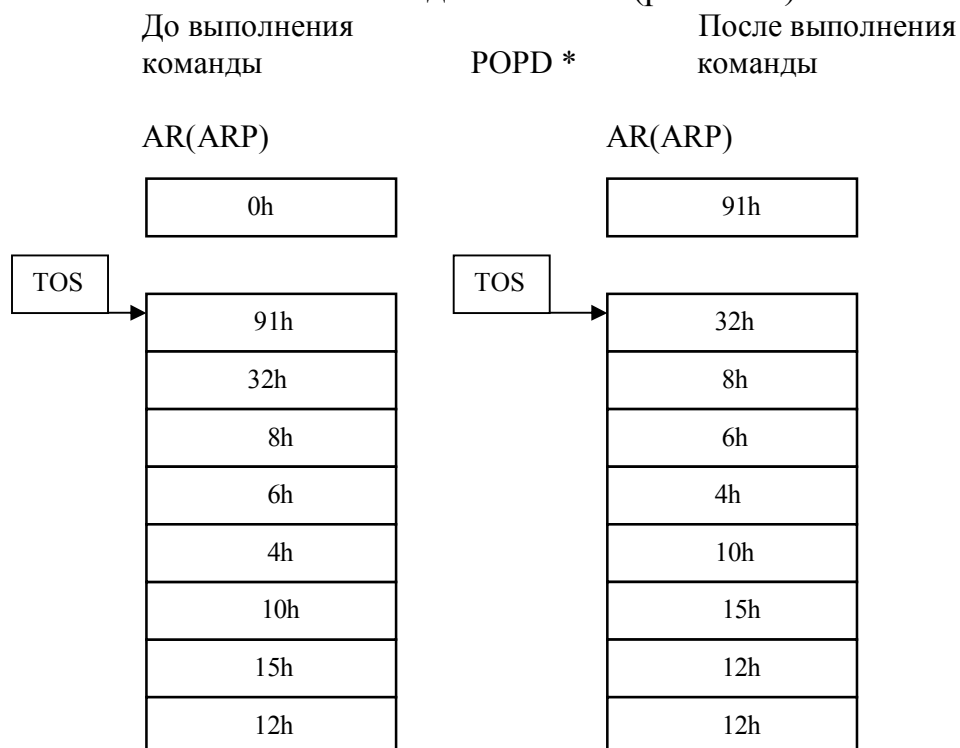 До выполнения
команды
POPD *
После выполнения
команды
AR(ARP)
AR(ARP)
0h
91h
TOS
TOS
91h
32h
32h
8h
8h
6h
6h
4h
4h
10h
10h
15h
15h
12h
12h
12h